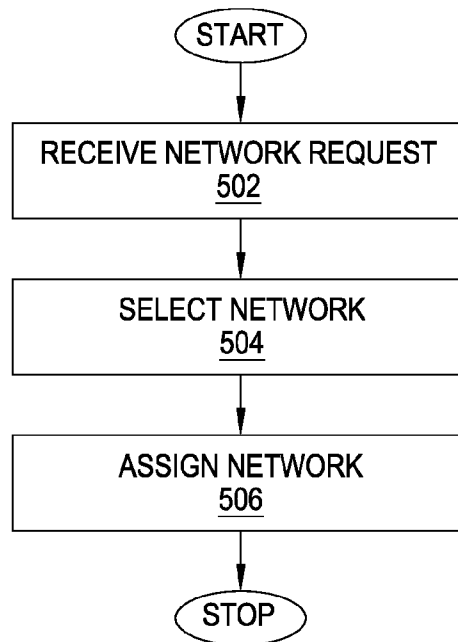 START
RECEIVE NETWORK REQUEST
502
SELECT NETWORK
504
ASSIGN NETWORK
506
STOP